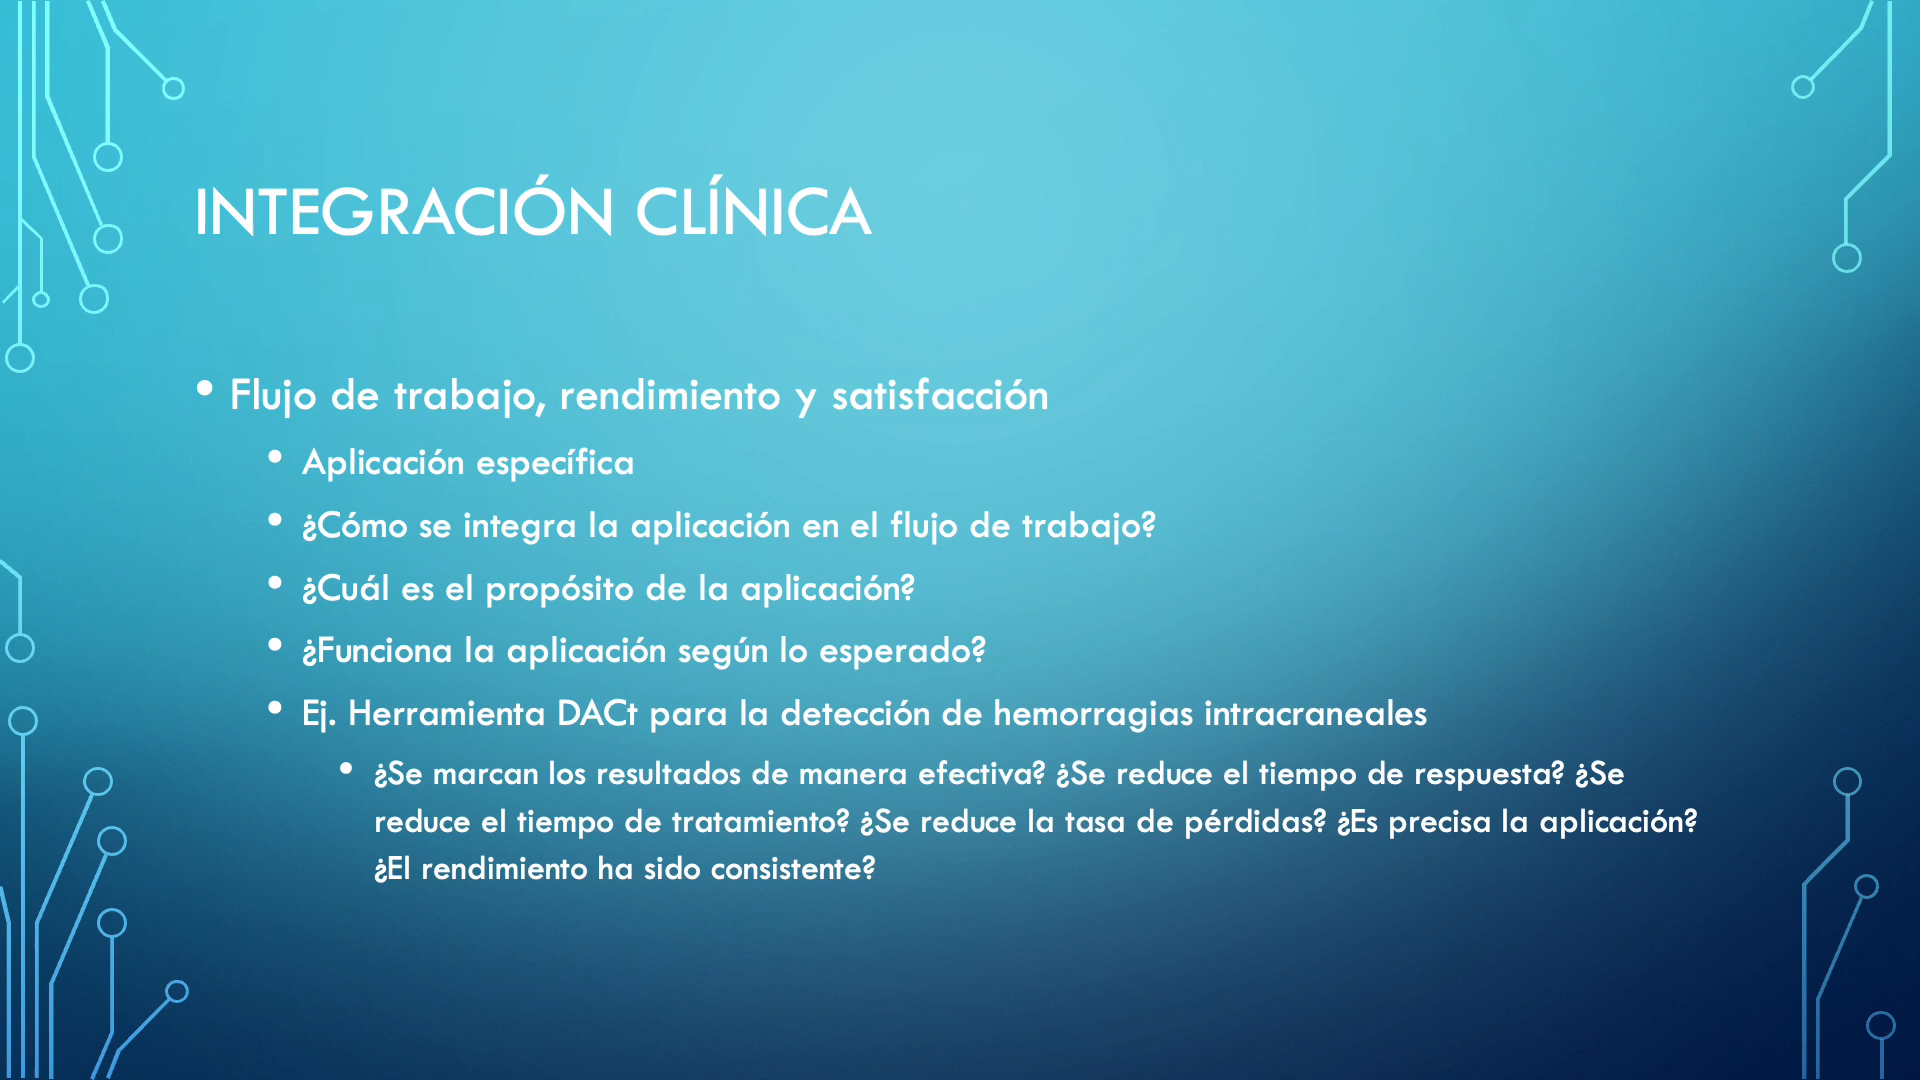 INTEGRACIÓN CLÍNICA
• Flujo de trabajo, rendimiento y satisfacción
• Aplicación específica
• ¿Cómo se integra la aplicación en el flujo de trabajo?
• ¿Cuál es el propósito de la aplicación?
• ¿Funciona la aplicación según lo esperado?
• Ej. Herramienta DACt para la detección de hemorragias intracraneales
• ¿Se marcan los resultados de manera efectiva? ¿Se reduce el tiempo de respuesta? ¿Se
reduce el tiempo de tratamiento? ¿Se reduce la tasa de pérdidas? ¿Es precisa la aplicación?
¿El rendimiento ha sido consistente?